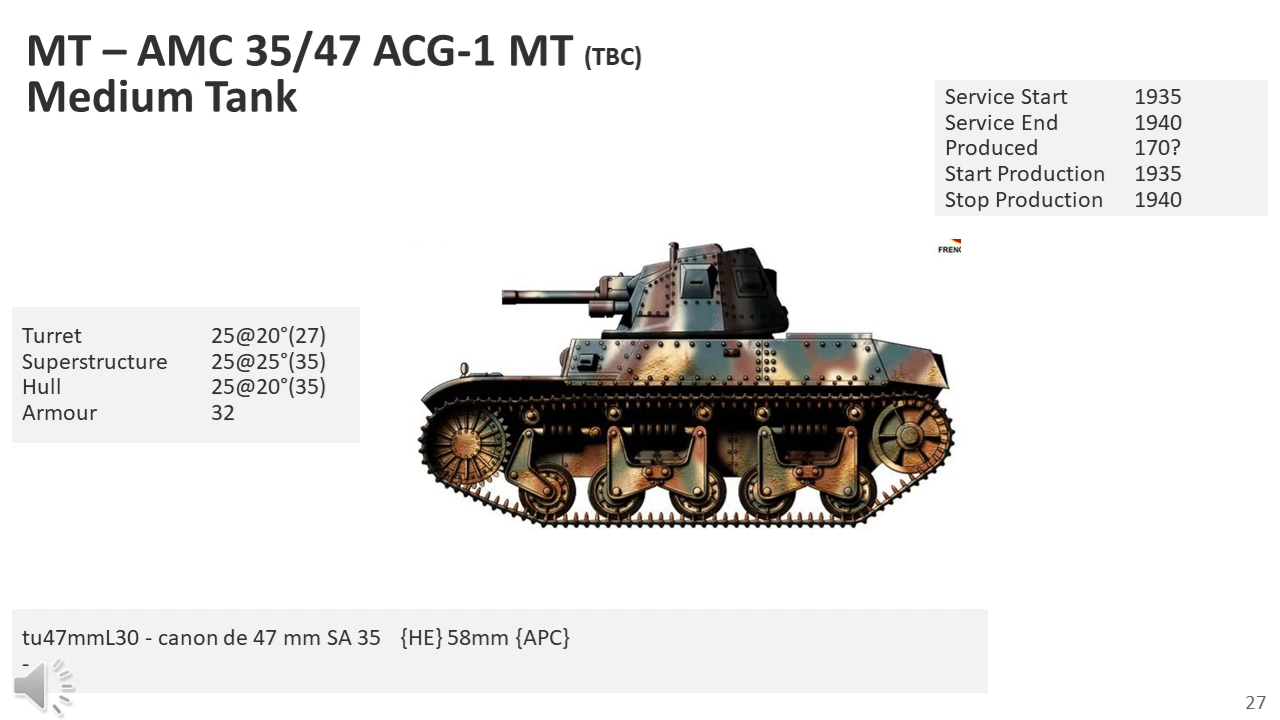 MT – AMC 35/47 ACG-1 MT (TBC)
Medium Tank
Service Start 1935
Service End 1940
Produced 170?
Start Production 1935
Stop Production 1940
FRENC
Turret 25@20°(27)
Superstructure 25@25°(35)
Hull 25@20°(35)
Armour 32
tu47mmL30 - canon de 47 mm SA 35 {HE} 58mm {APC}
-
27